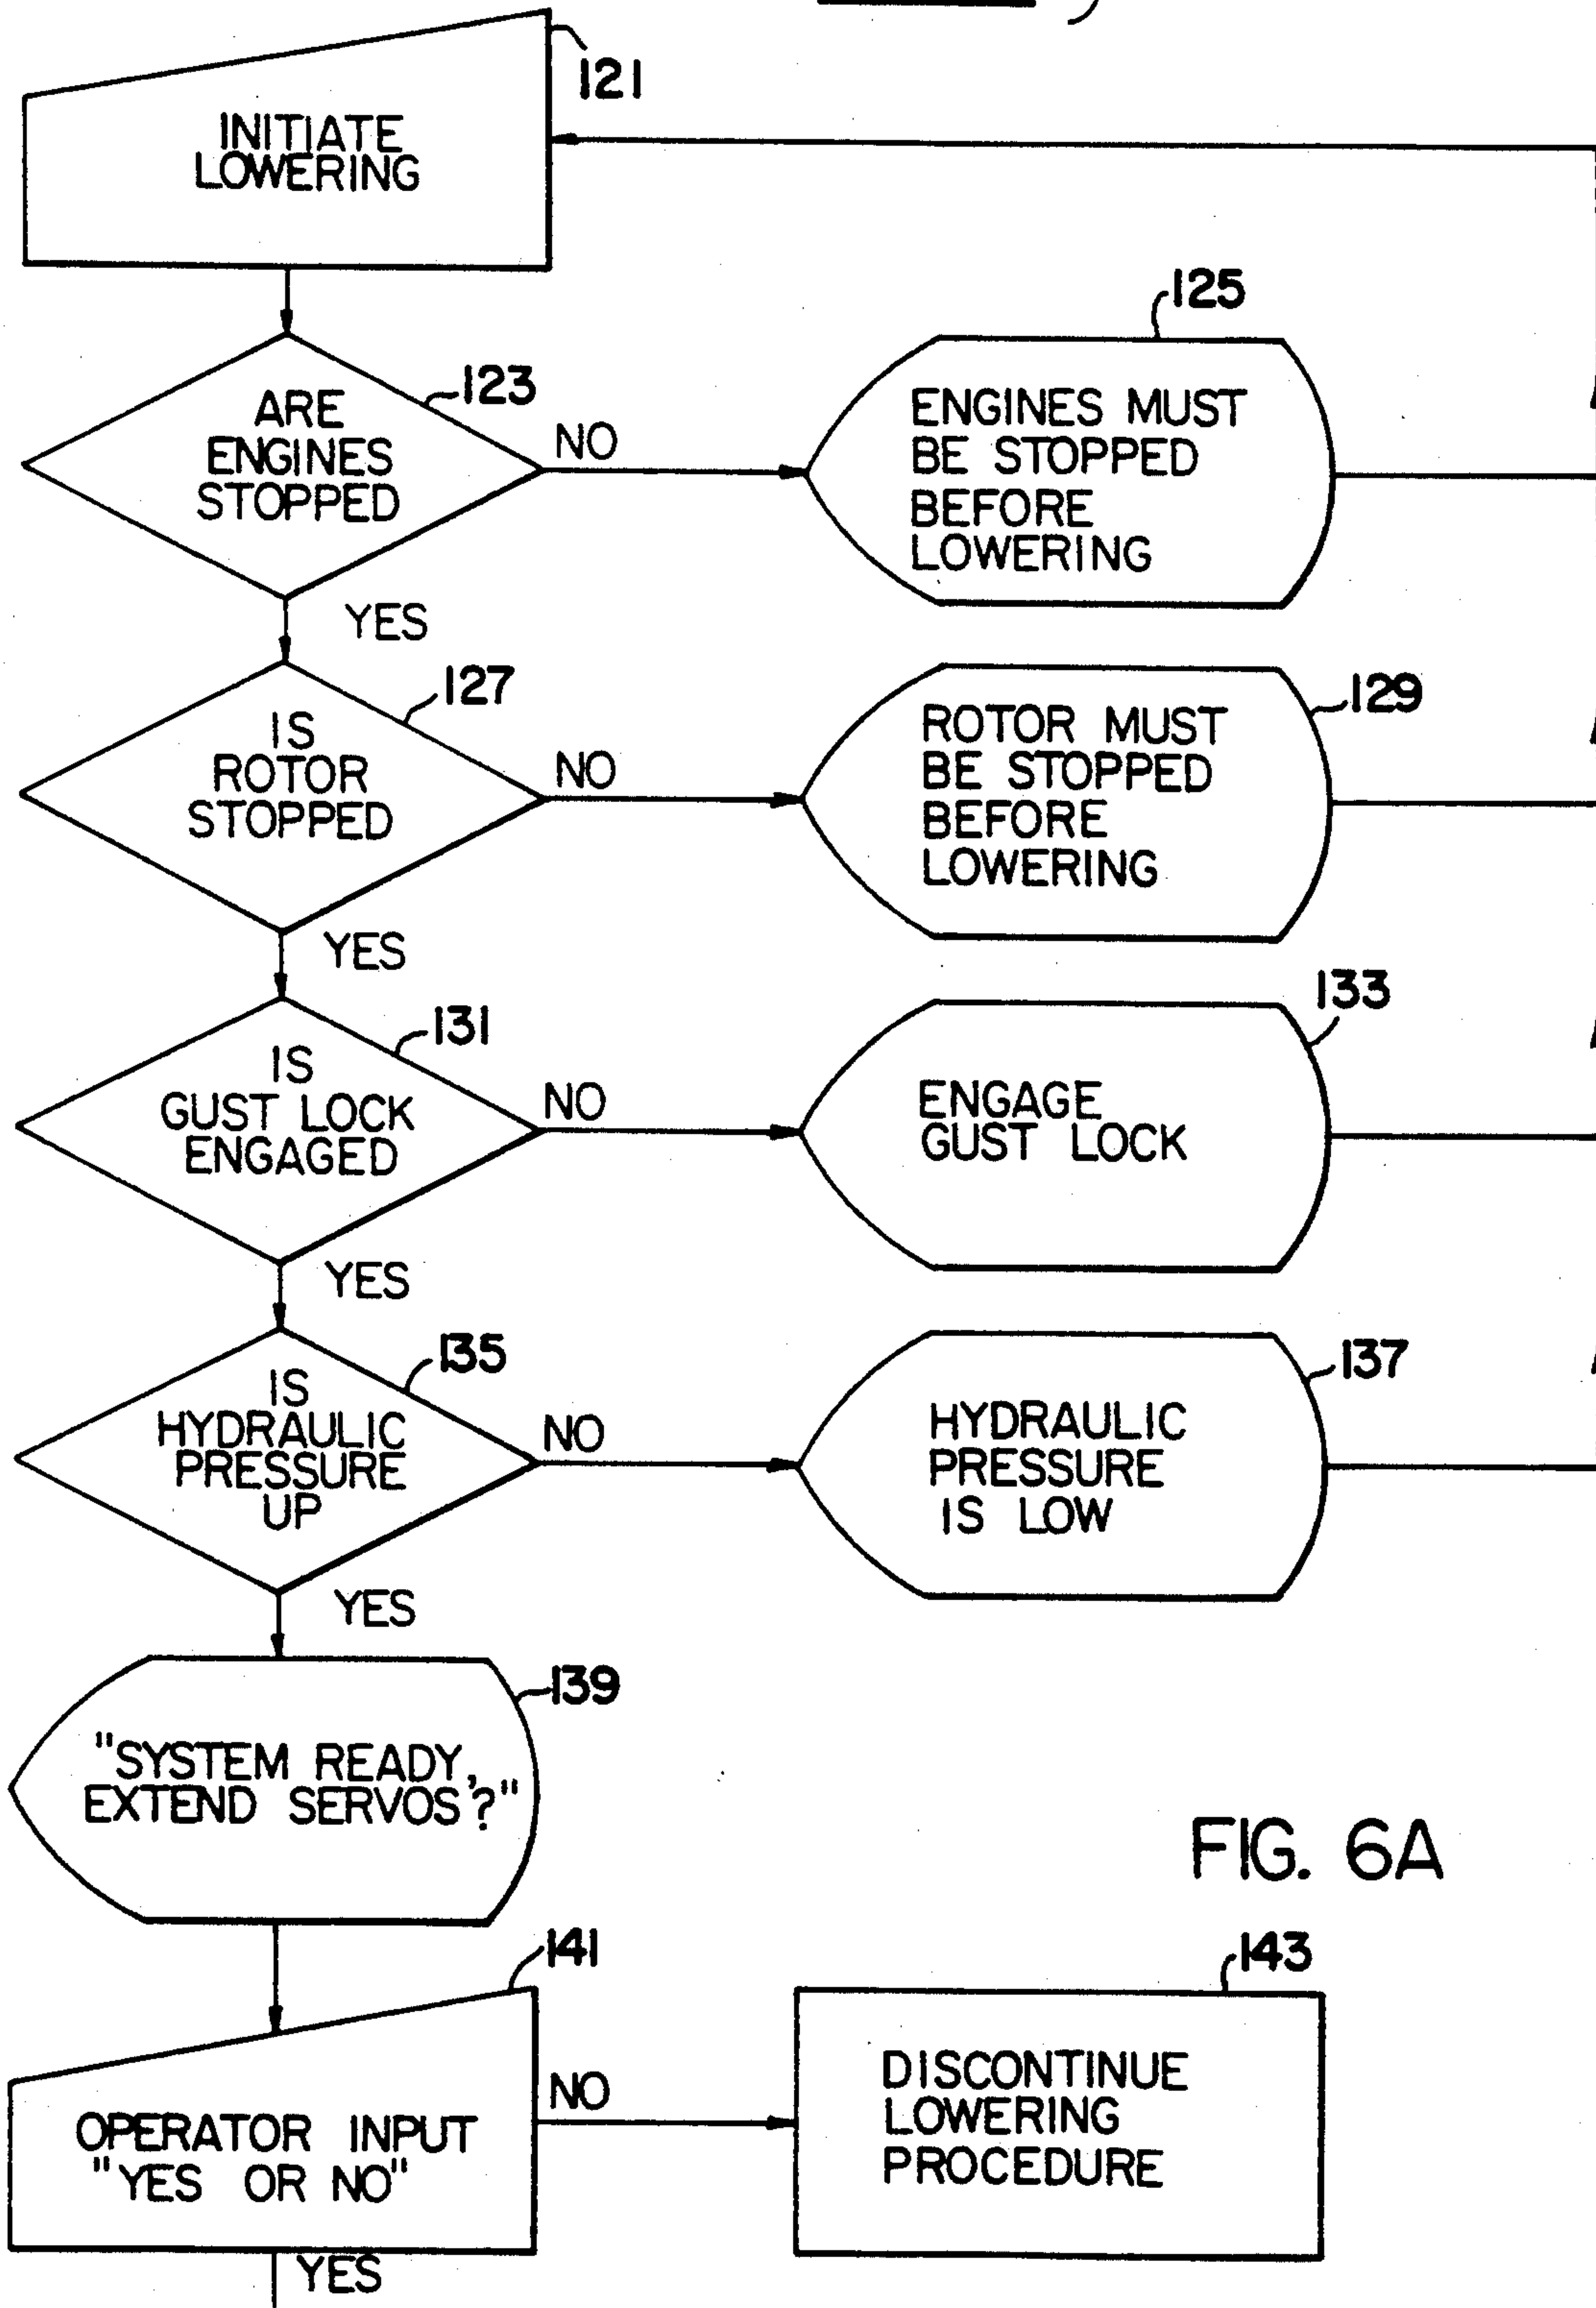 121
INITIATE
LOWERING
125
123
ARE
ENGINES
STOPPED
NO
ENGINES MUST
BE STOPPED
BEFORE
LOWERING
YES
127
129
IS
ROTOR
STOPPED
NO
ROTOR MUST
BE STOPPED
BEFORE
LOWERING
YES
131
133
IS
GUST LOCK
ENGAGED
NO
ENGAGE
GUST LOCK
YES
135
137
IS
HYDRAULIC
PRESSURE
UP
NO
HYDRAULIC
PRESSURE
IS LOW
YES
139
"SYSTEM READY,
EXTEND SERVOS'?"
FIG. 6A
141
143
OPERATOR INPUT
"YES OR NO"
NO
DISCONTINUE
LOWERING
PROCEDURE
YES